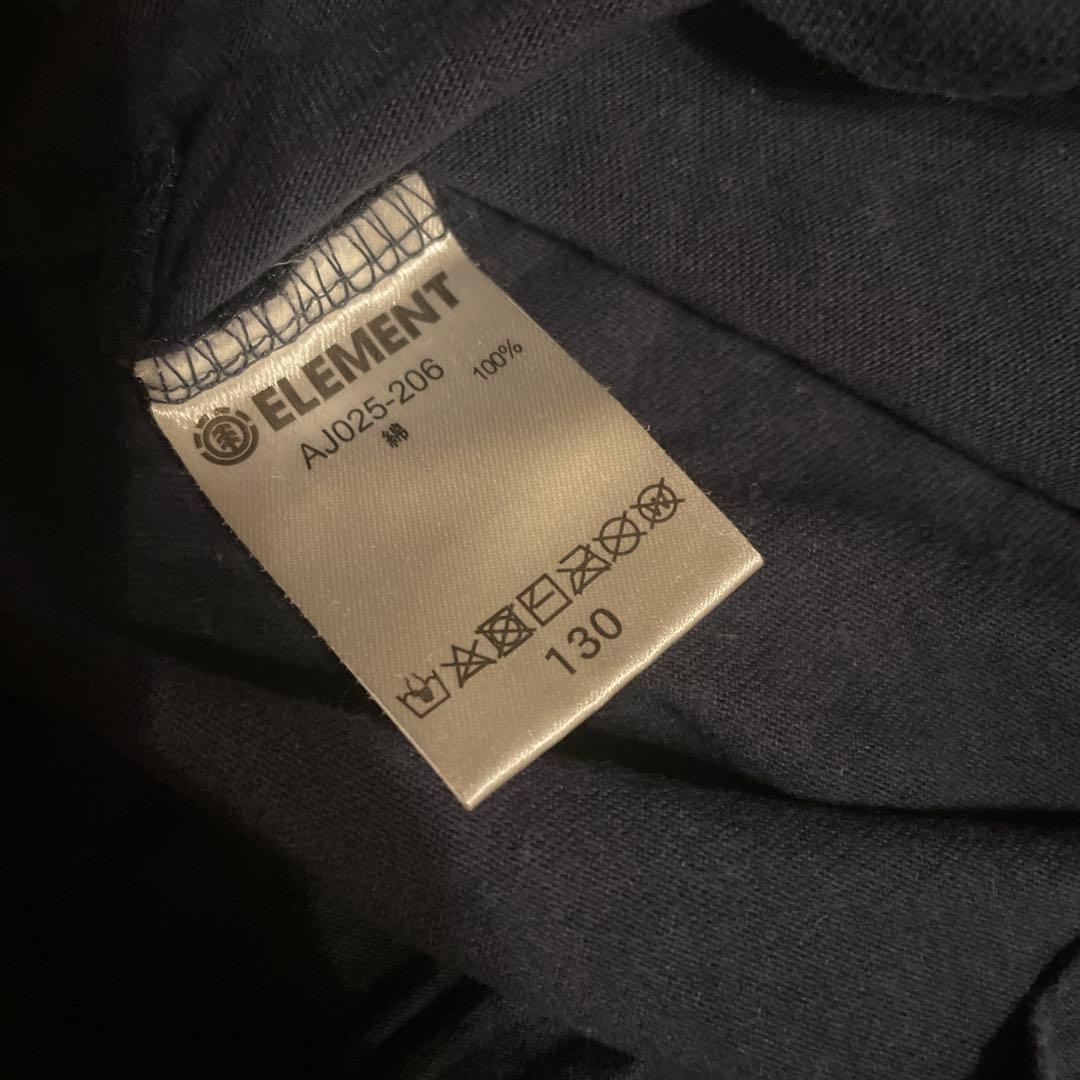 ELEMENT
AJ025-206
綿 100%
130